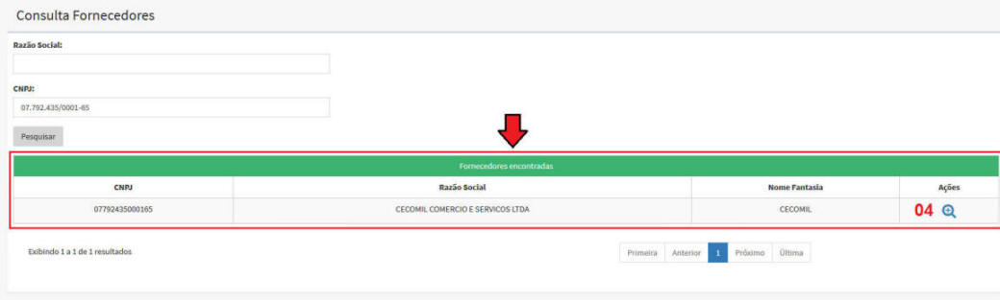 Consulta Fornecedores
Razão Social:
CNPJ:
07.792.435/0001-65
Pesquisar
Fornecedores encontradas
CNPJ Razão Social Nome Fantasia Ações
07792435000165 CECOMIL COMERCIO E SERVICOS LTDA CECOMIL 04
Exibindo 1 a 1 de 1 resultados Primeira Anterior 1 Próximo Última